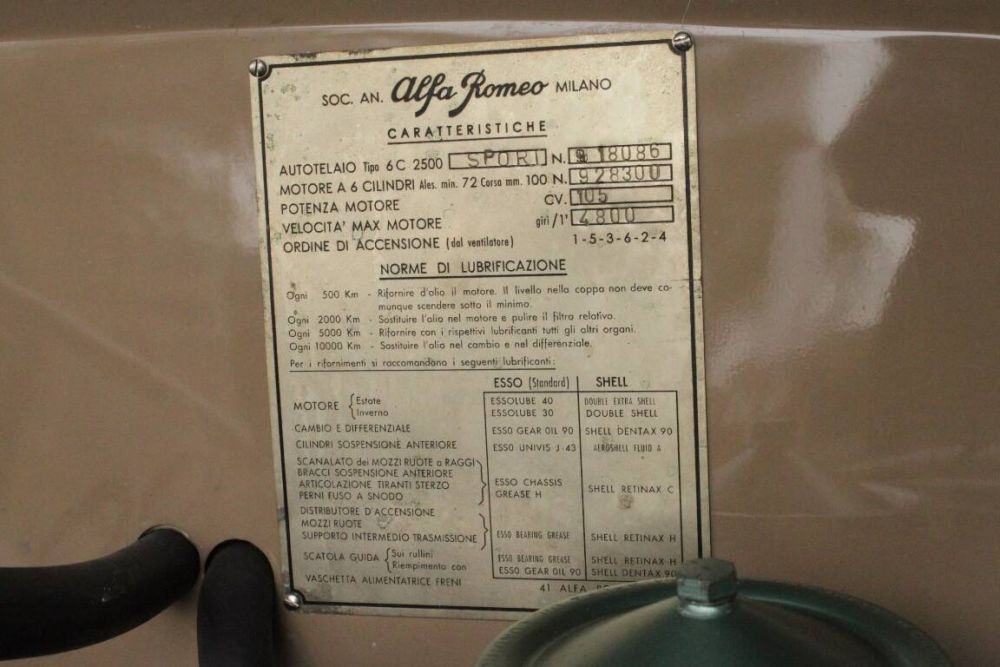 SOC. AN. Alfa Romeo MILANO
CARATTERISTICHE
AUTOTELAIO Tipo 6C 2500 SPORT N. 918086
MOTORE A 6 CILINDRI Ales. min. 72 Corsa mm. 100 N. 928300
POTENZA MOTORE CV. 105
VELOCITA' MAX MOTORE giri/1' 4800
ORDINE DI ACCENSIONE (dal ventilatore) 1-5-3-6-2-4
NORME DI LUBRIFICAZIONE
Ogni 500 Km - Rifornire d'olio il motore. Il livello nella coppa non deve co-
munque scendere sotto il minimo.
Ogni 2000 Km - Sostituire l'olio nel motore e pulire il filtro relativo.
Ogni 5000 Km - Rifornire con i rispettivi lubrificanti tutti gli altri organi.
Ogni 10000 Km - Sostituire l'olio nel cambio e nel differenziale.
Per i rifornimenti si raccomandano i seguenti lubrificanti:
ESSO (Standard) SHELL
MOTORE { Estate ESSOLUBE 40 DOUBLE EXTRA SHELL
Inverno ESSOLUBE 30 DOUBLE SHELL
CAMBIO E DIFFERENZIALE ESSO GEAR OIL 90 SHELL DENTAX 90
CILINDRI SOSPENSIONE ANTERIORE ESSO UNIVIS J-43 AEROSHELL FLUID A
SCANALATO dei MOZZI RUOTE a RAGGI
BRACCI SOSPENSIONE ANTERIORE
ARTICOLAZIONE TIRANTI STERZO ESSO CHASSIS
PERNI FUSO A SNODO GREASE H SHELL RETINAX C
DISTRIBUTORE D'ACCENSIONE
MOZZI RUOTE
SUPPORTO INTERMEDIO TRASMISSIONE ESSO BEARING GREASE SHELL RETINAX H
SCATOLA GUIDA { Sui rullini ESSO BEARING GREASE SHELL RETINAX H
Riempimento con ESSO GEAR OIL 90 SHELL DENTAX 90
VASCHETTA ALIMENTATRICE FRENI 41 ALFA